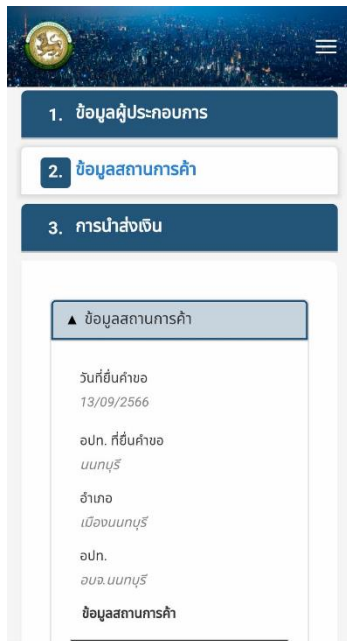 1. ข้อมูลผู้ประกอบการ
2. ข้อมูลสถานการค้า
3. การนำส่งเงิน
▲ ข้อมูลสถานการค้า
วันที่ยื่นคำขอ
13/09/2566
อปท. ที่ยื่นคำขอ
นนทบุรี
อำเภอ
เมืองนนทบุรี
อปท.
อบจ.นนทบุรี
ข้อมูลสถานการค้า